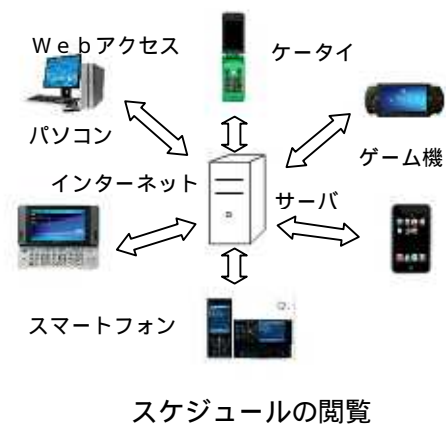 Ｗｅｂアクセス
ケータイ
パソコン
ゲーム機
インターネット
サーバ
スマートフォン
スケジュールの閲覧